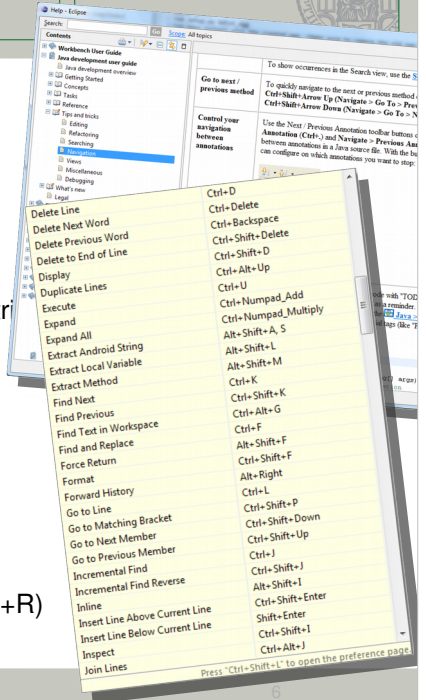 Help - Eclipse
Search:
Go Scope: All topics
Contents
Workbench User Guide
Java development user guide
Java development overview
Getting Started
Concepts
Tasks
Reference
Tips and tricks
Editing
Refactoring
Searching
Navigation
Views
Miscellaneous
Debugging
What's new
Legal
To show occurrences in the Search view, use the
Go to next / previous method
To quickly navigate to the next or previous method
Ctrl+Shift+Arrow Up (Navigate > Go To >
Ctrl+Shift+Arrow Down (Navigate > Go To >
Control your navigation between annotations
Use the Next / Previous Annotation toolbar buttons
Annotation (Ctrl+.) and Navigate > Previous
between annotations in a Java source file. With the
can configure on which annotations you want to stop:
with "TOD
as a reminder.
Java >
tags (like "F
args)
tri
+R)
Delete Line Ctrl+D
Delete Next Word Ctrl+Delete
Delete Previous Word Ctrl+Backspace
Delete to End of Line Ctrl+Shift+Delete
Display Ctrl+Shift+D
Duplicate Lines Ctrl+Alt+Up
Execute Ctrl+U
Expand Ctrl+Numpad_Add
Expand All Ctrl+Numpad_Multiply
Extract Android String Alt+Shift+A, S
Extract Local Variable Alt+Shift+L
Extract Method Alt+Shift+M
Find Next Ctrl+K
Find Previous Ctrl+Shift+K
Find Text in Workspace Ctrl+Alt+G
Find and Replace Ctrl+F
Force Return Alt+Shift+F
Format Ctrl+Shift+F
Forward History Alt+Right
Go to Line Ctrl+L
Go to Matching Bracket Ctrl+Shift+P
Go to Next Member Ctrl+Shift+Down
Go to Previous Member Ctrl+Shift+Up
Incremental Find Ctrl+J
Incremental Find Reverse Ctrl+Shift+J
Inline Alt+Shift+I
Insert Line Above Current Line Ctrl+Shift+Enter
Insert Line Below Current Line Shift+Enter
Inspect Ctrl+Shift+I
Join Lines Ctrl+Alt+J
Press "Ctrl+Shift+L" to open the preference page
6